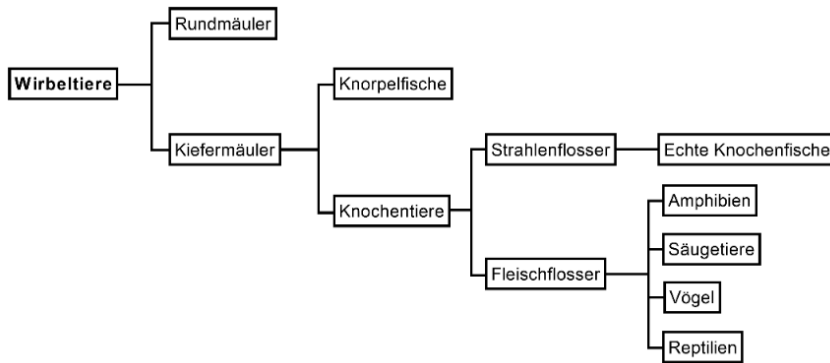 Rundmäuler
Wirbeltiere
Knorpelfische
Kiefermäuler
Strahlenflosser
Echte Knochenfische
Knochentiere
Amphibien
Säugetiere
Fleischflosser
Vögel
Reptilien